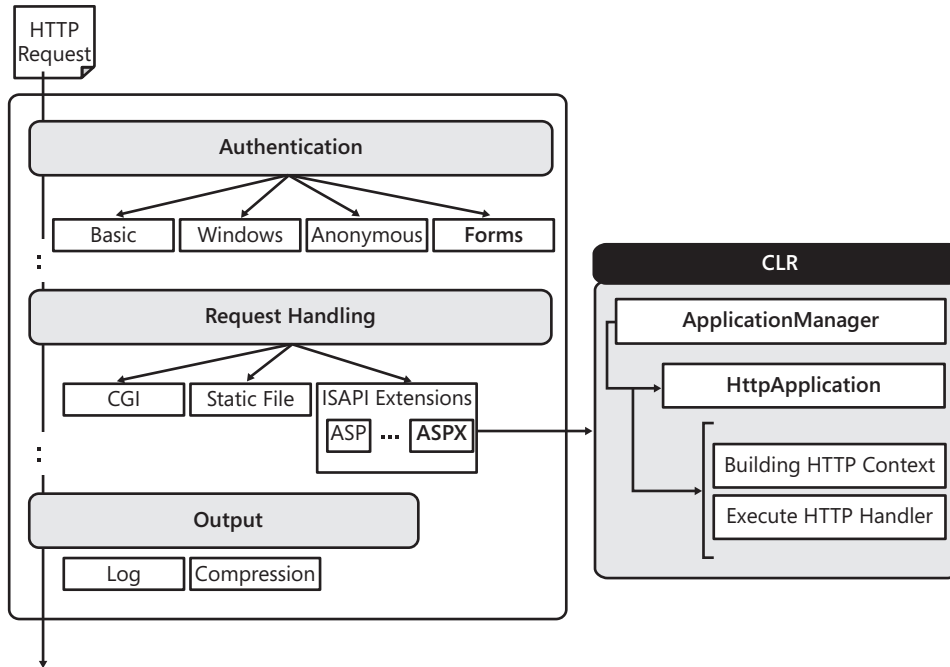 HTTP
Request
Authentication
Basic
Windows
Anonymous
Forms
Request Handling
CGI
Static File
ISAPI Extensions
ASP
...
ASPX
Output
Log
Compression
CLR
ApplicationManager
HttpApplication
Building HTTP Context
Execute HTTP Handler